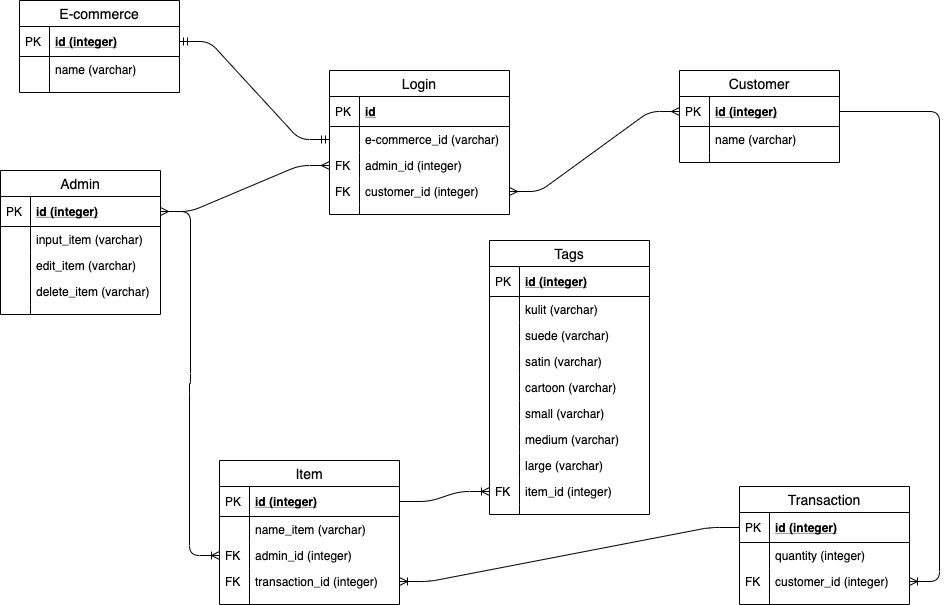 E-commerce
PK id (integer)
name (varchar)
Login
PK id
e-commerce_id (varchar)
FK admin_id (integer)
FK customer_id (integer)
Customer
PK id (integer)
name (varchar)
Admin
PK id (integer)
input_item (varchar)
edit_item (varchar)
delete_item (varchar)
Tags
PK id (integer)
kulit (varchar)
suede (varchar)
satin (varchar)
cartoon (varchar)
small (varchar)
medium (varchar)
large (varchar)
FK item_id (integer)
Item
PK id (integer)
name_item (varchar)
FK admin_id (integer)
FK transaction_id (integer)
Transaction
PK id (integer)
quantity (integer)
FK customer_id (integer)